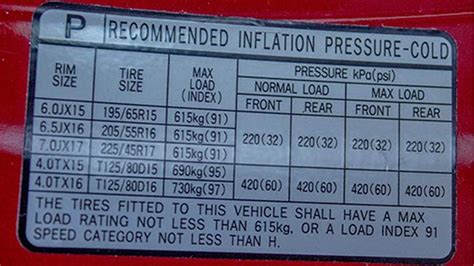 P RECOMMENDED INFLATION PRESSURE-COLD
RIM SIZE TIRE SIZE MAX LOAD (INDEX) PRESSURE kPa(psi)
NORMAL LOAD MAX LOAD
FRONT REAR FRONT REAR
6.0JX15 195/65R15 615kg(91)
6.5JX16 205/55R16 615kg(91) 220(32) 220(32) 220(32) 220(32)
7.0JX17 225/45R17 615kg(91)
4.0TX15 T125/80D15 690kg(95) 420(60) 420(60) 420(60) 420(60)
4.0TX16 T125/80D16 730kg(97)
THE TIRES FITTED TO THIS VEHICLE SHALL HAVE A MAX
LOAD RATING NOT LESS THAN 615kg. OR A LOAD INDEX 91
SPEED CATEGORY NOT LESS THAN H.